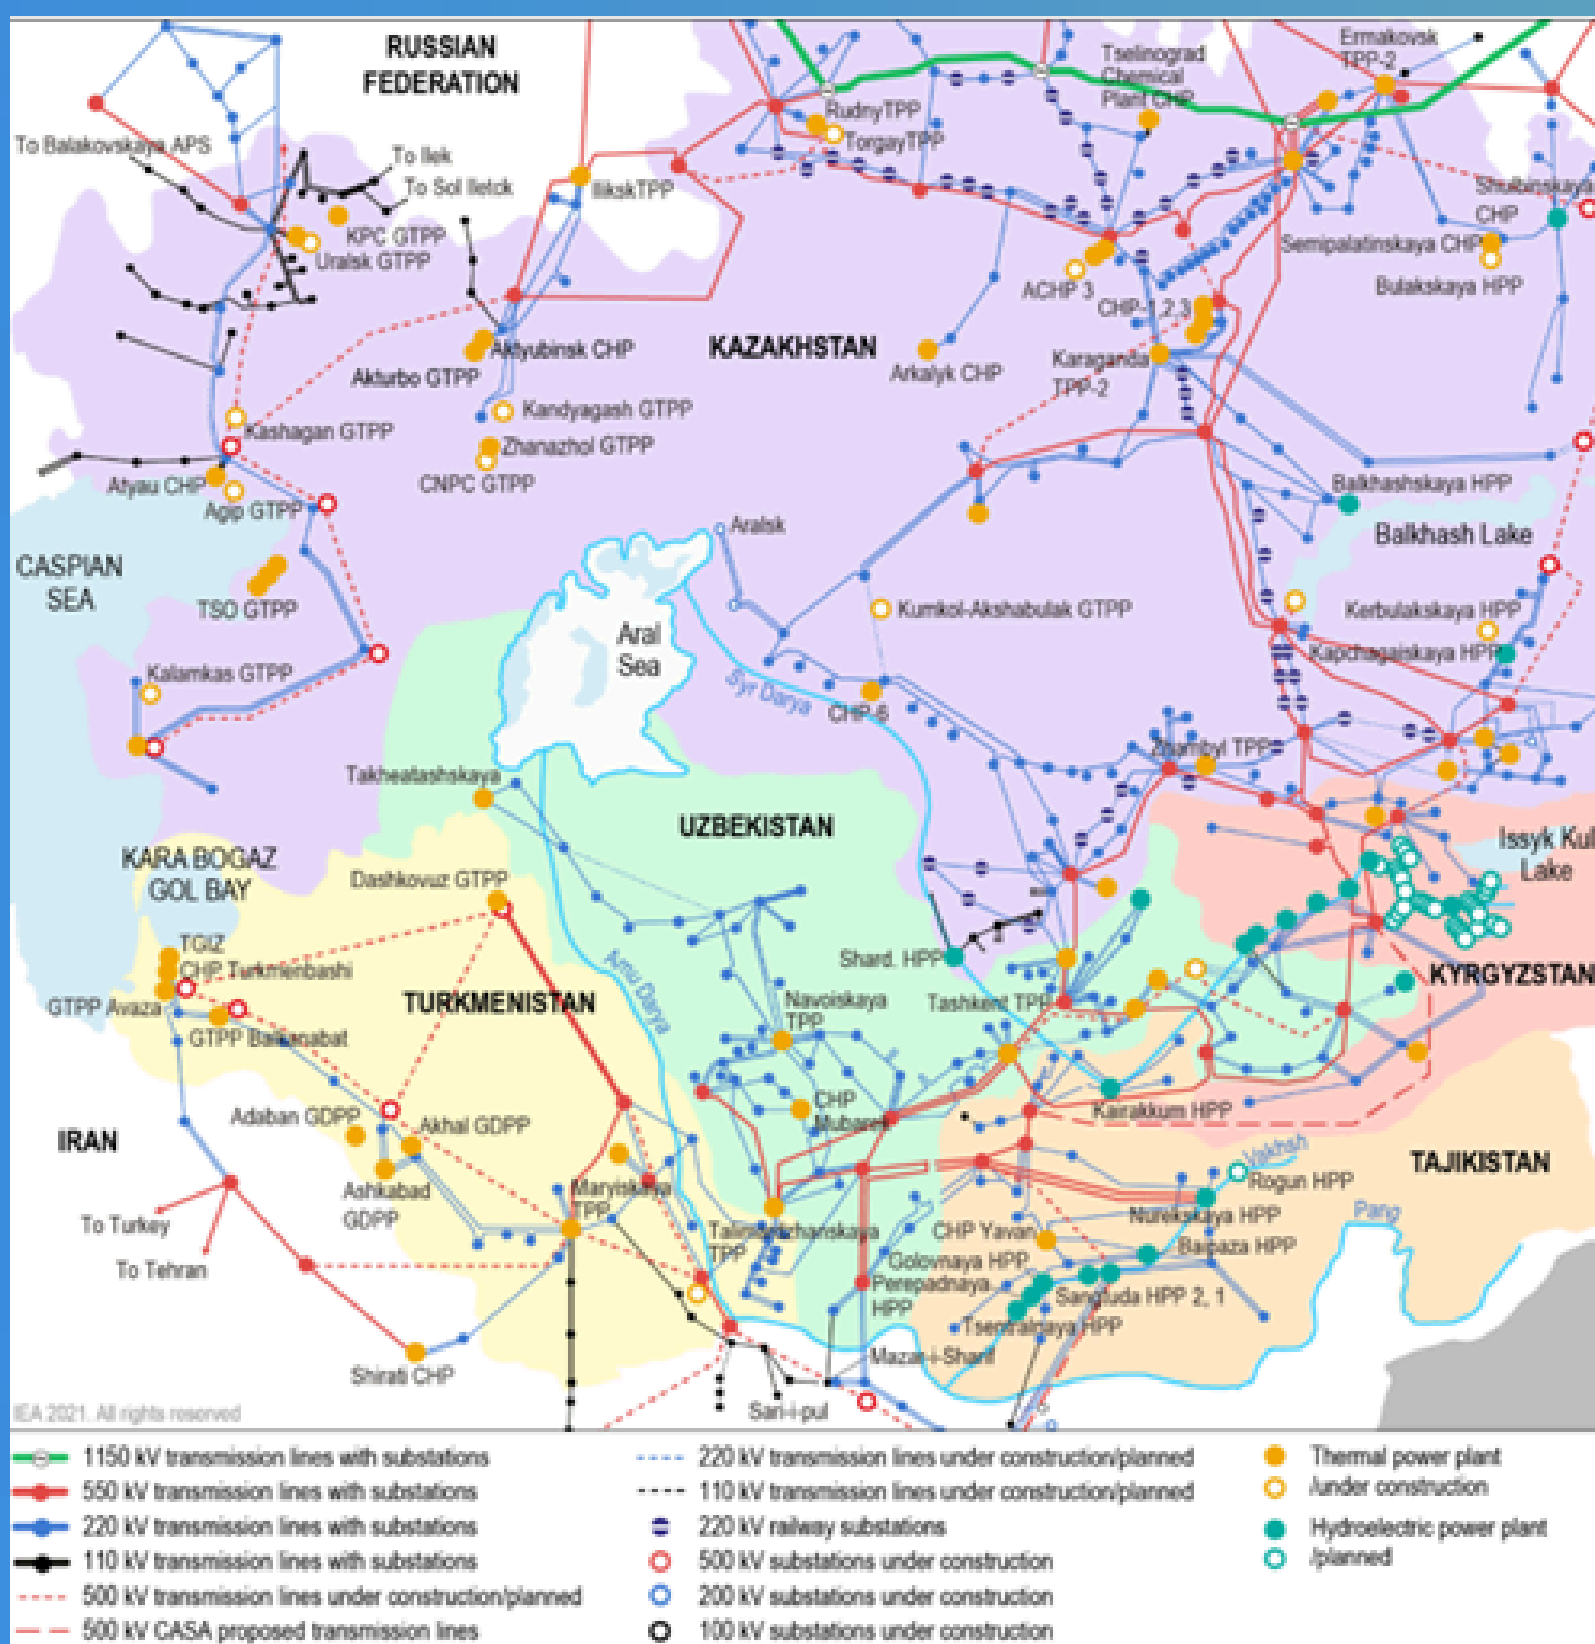 RUSSIAN
FEDERATION
Tselinograd
Chemical
Plant CHP
Ermakovsk
TPP-2
To Balakovskaya APS
To Ilek
To Sol Iletck
RudnyTPP
TorgayTPP
IlikskTPP
Shulbinskaya
CHP
KPC GTPP
Uralsk GTPP
Semipalatinskaya CHP
Bulakskaya HPP
ACHP 3
CHP-1,2,3
KAZAKHSTAN
Aktyubinsk CHP
Akturbo GTPP
Arkalyk CHP
Karaganda
TPP-2
Kandyagash GTPP
Kashagan GTPP
Zhanazhol GTPP
CNPC GTPP
Atyau CHP
Agip GTPP
Balkhashskaya HPP
Balkhash Lake
Aralsk
CASPIAN
SEA
TSO GTPP
Kumkol-Akshabulak GTPP
Kerbulakskaya HPP
Aral
Sea
Kapchagaiskaya HPP
Kalamkas GTPP
Syr Darya
CHP-6
Zhambyl TPP
Takheatashskaya
UZBEKISTAN
Issyk Kul
Lake
KARA BOGAZ
GOL BAY
Dashkovuz GTPP
TGIZ
CHP Turkmenbashi
Shard. HPP
KYRGYZSTAN
GTPP Avaza
TURKMENISTAN
Amu Darya
Navoiskaya
TPP
Tashkent TPP
GTPP Balkanabat
Adaban GDPP
Akhal GDPP
CHP
Mubarek
Kairakkum HPP
IRAN
Vakhsh
TAJIKISTAN
Rogun HPP
Ashkabad
GDPP
Maryiskaya
TPP
Nurekskaya HPP
Pang
To Turkey
TPP
CHP Yavan
Baipaza HPP
To Tehran
Golovnaya HPP
Perepadnaya
HPP
Sangtuda HPP 2, 1
Tsentralnaya HPP
Mazar-i-Sharif
Shirati CHP
Sari-i-pul
IEA 2021. All rights reserved
1150 kV transmission lines with substations
550 kV transmission lines with substations
220 kV transmission lines with substations
110 kV transmission lines with substations
500 kV transmission lines under construction/planned
500 kV CASA proposed transmission lines
220 kV transmission lines under construction/planned
110 kV transmission lines under construction/planned
220 kV railway substations
500 kV substations under construction
200 kV substations under construction
100 kV substations under construction
Thermal power plant
/under construction
Hydroelectric power plant
/planned